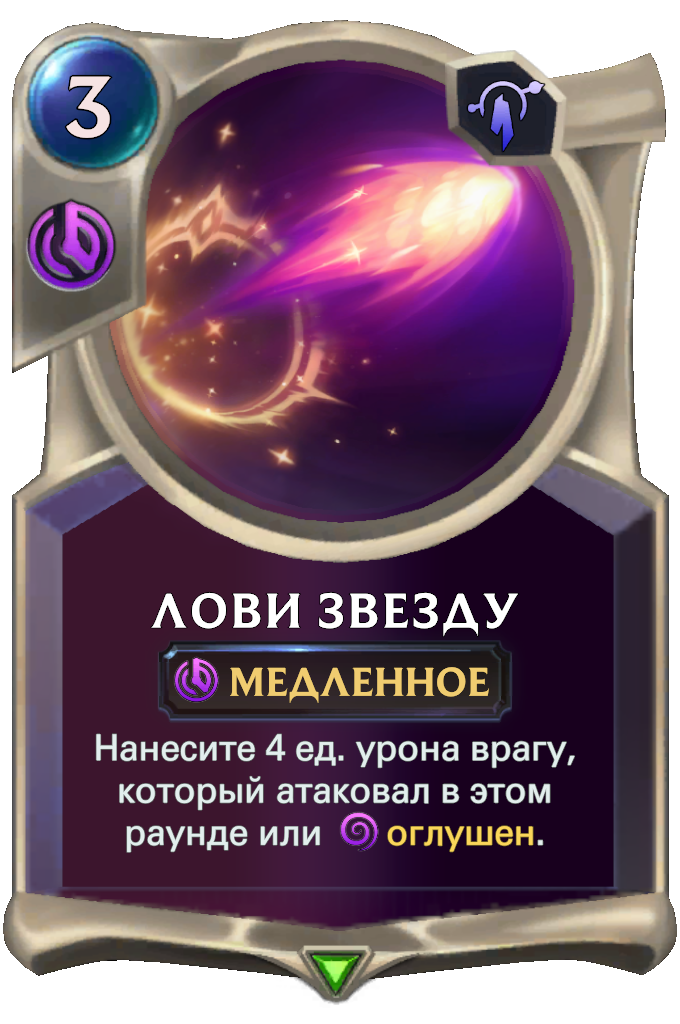 3
ЛОВИ ЗВЕЗДУ
МЕДЛЕННОЕ
Нанесите 4 ед. урона врагу,
который атаковал в этом
раунде или оглушен.